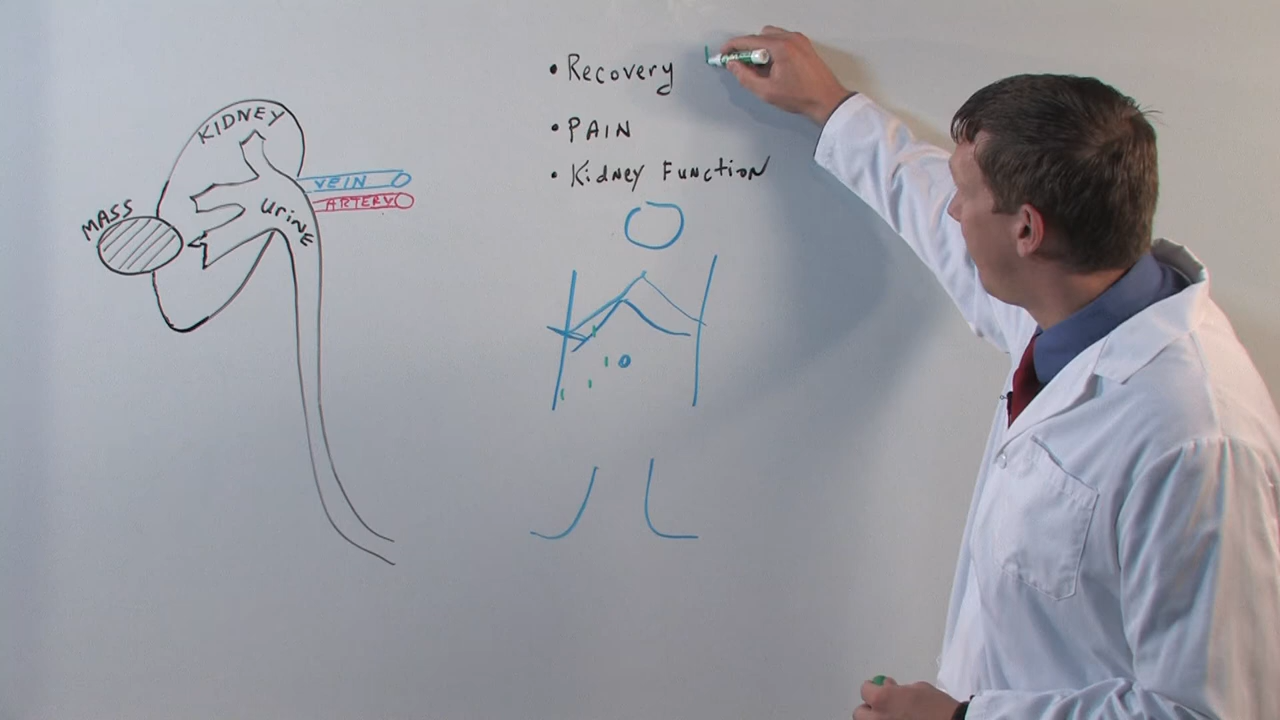 KIDNEY
VEIN
ARTERY
Urine
MASS
• Recovery
• PAIN
• Kidney Function